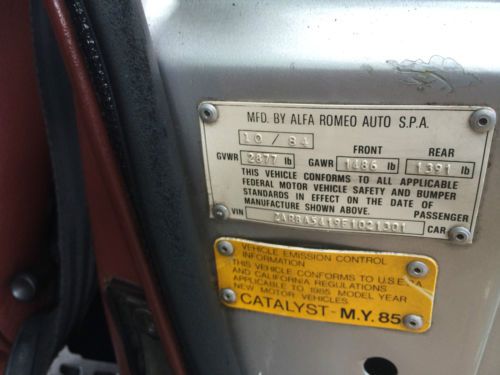 MFD. BY ALFA ROMEO AUTO S.P.A.
10 / 84 FRONT REAR
GVWR 2877 lb GAWR 1486 lb 1391 lb
THIS VEHICLE CONFORMS TO ALL APPLICABLE
FEDERAL MOTOR VEHICLE SAFETY AND BUMPER
STANDARDS IN EFFECT ON THE DATE OF
MANUFACTURE SHOWN ABOVE. PASSENGER
VIN ZARBA5419F1021301 CAR
VEHICLE EMISSION CONTROL
INFORMATION
THIS VEHICLE CONFORMS TO U.S.E
AND CALIFORNIA REGULATIONS
APPLICABLE TO 1985 MODEL YEAR
NEW MOTOR VEHICLES.
CATALYST - M.Y. 85